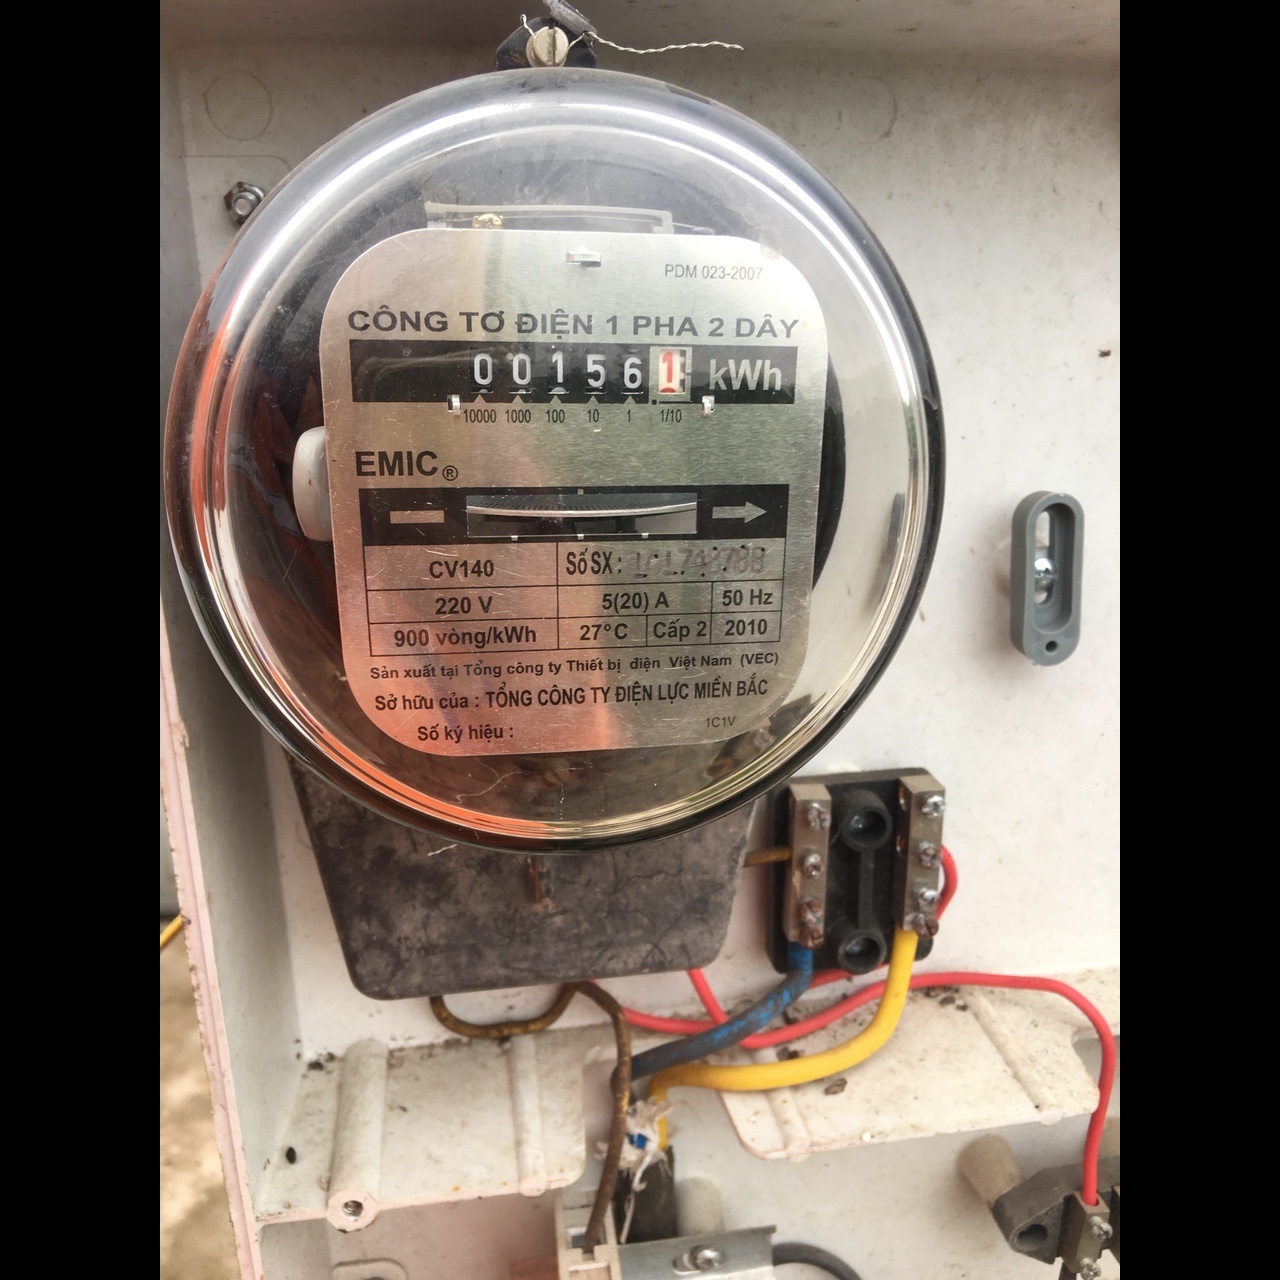 PDM 023-2007
CÔNG TƠ ĐIỆN 1 PHA 2 DÂY
0 0 1 5 6 1 kWh
10000 1000 100 10 1 1/10
EMIC ®
CV140 Số SX :
220 V 5(20) A 50 Hz
900 vòng/kWh 27°C Cấp 2 2010
Sản xuất tại Tổng công ty Thiết bị điện Việt Nam (VEC)
Sở hữu của : TỔNG CÔNG TY ĐIỆN LỰC MIỀN BẮC
Số ký hiệu :
1C1V